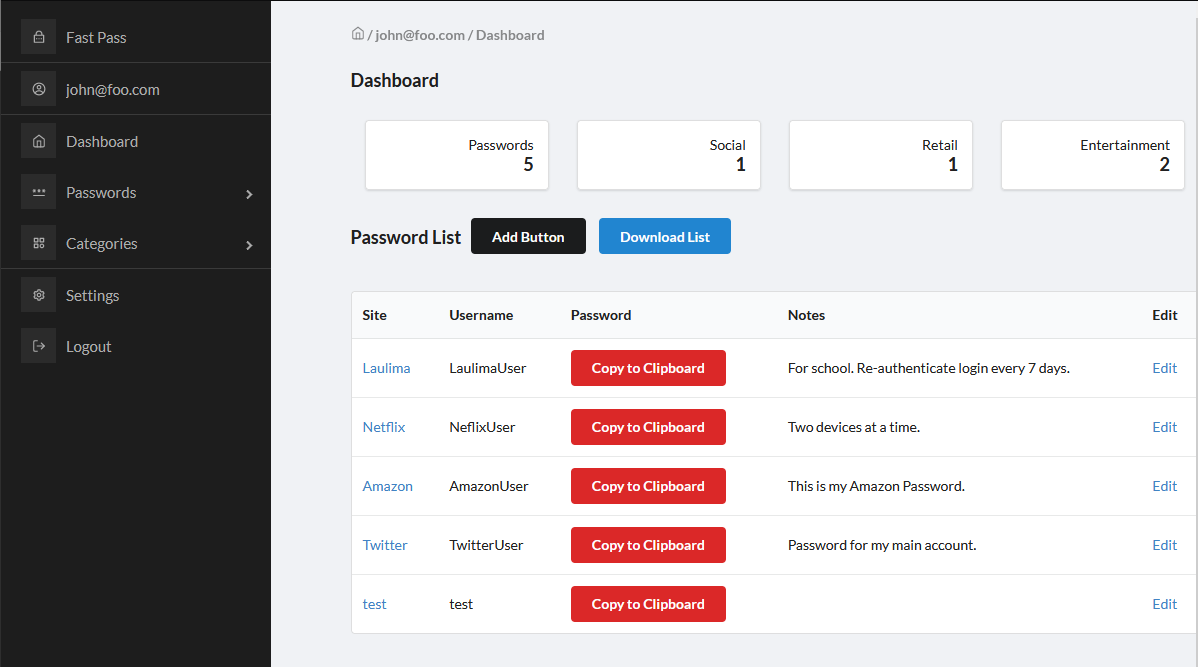 Fast Pass
john@foo.com
Dashboard
Passwords
Categories
Settings
Logout
/ john@foo.com / Dashboard
Dashboard
Passwords
5
Social
1
Retail
1
Entertainment
2
Password List Add Button Download List
Site Username Password Notes Edit
Laulima LaulimaUser Copy to Clipboard For school. Re-authenticate login every 7 days. Edit
Netflix NeflixUser Copy to Clipboard Two devices at a time. Edit
Amazon AmazonUser Copy to Clipboard This is my Amazon Password. Edit
Twitter TwitterUser Copy to Clipboard Password for my main account. Edit
test test Copy to Clipboard Edit